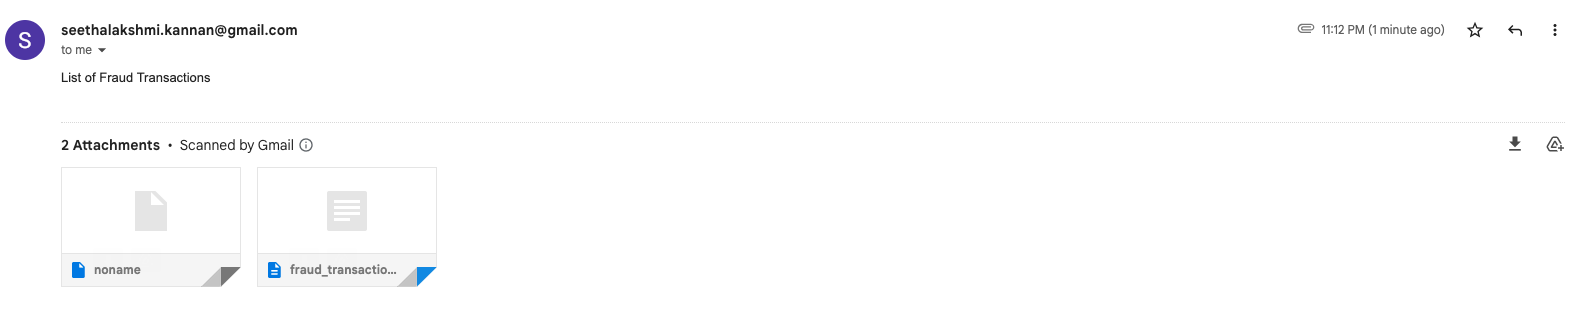 S
seethalakshmi.kannan@gmail.com
11:12 PM (1 minute ago)
to me
List of Fraud Transactions
2 Attachments • Scanned by Gmail
noname
fraud_transactio...